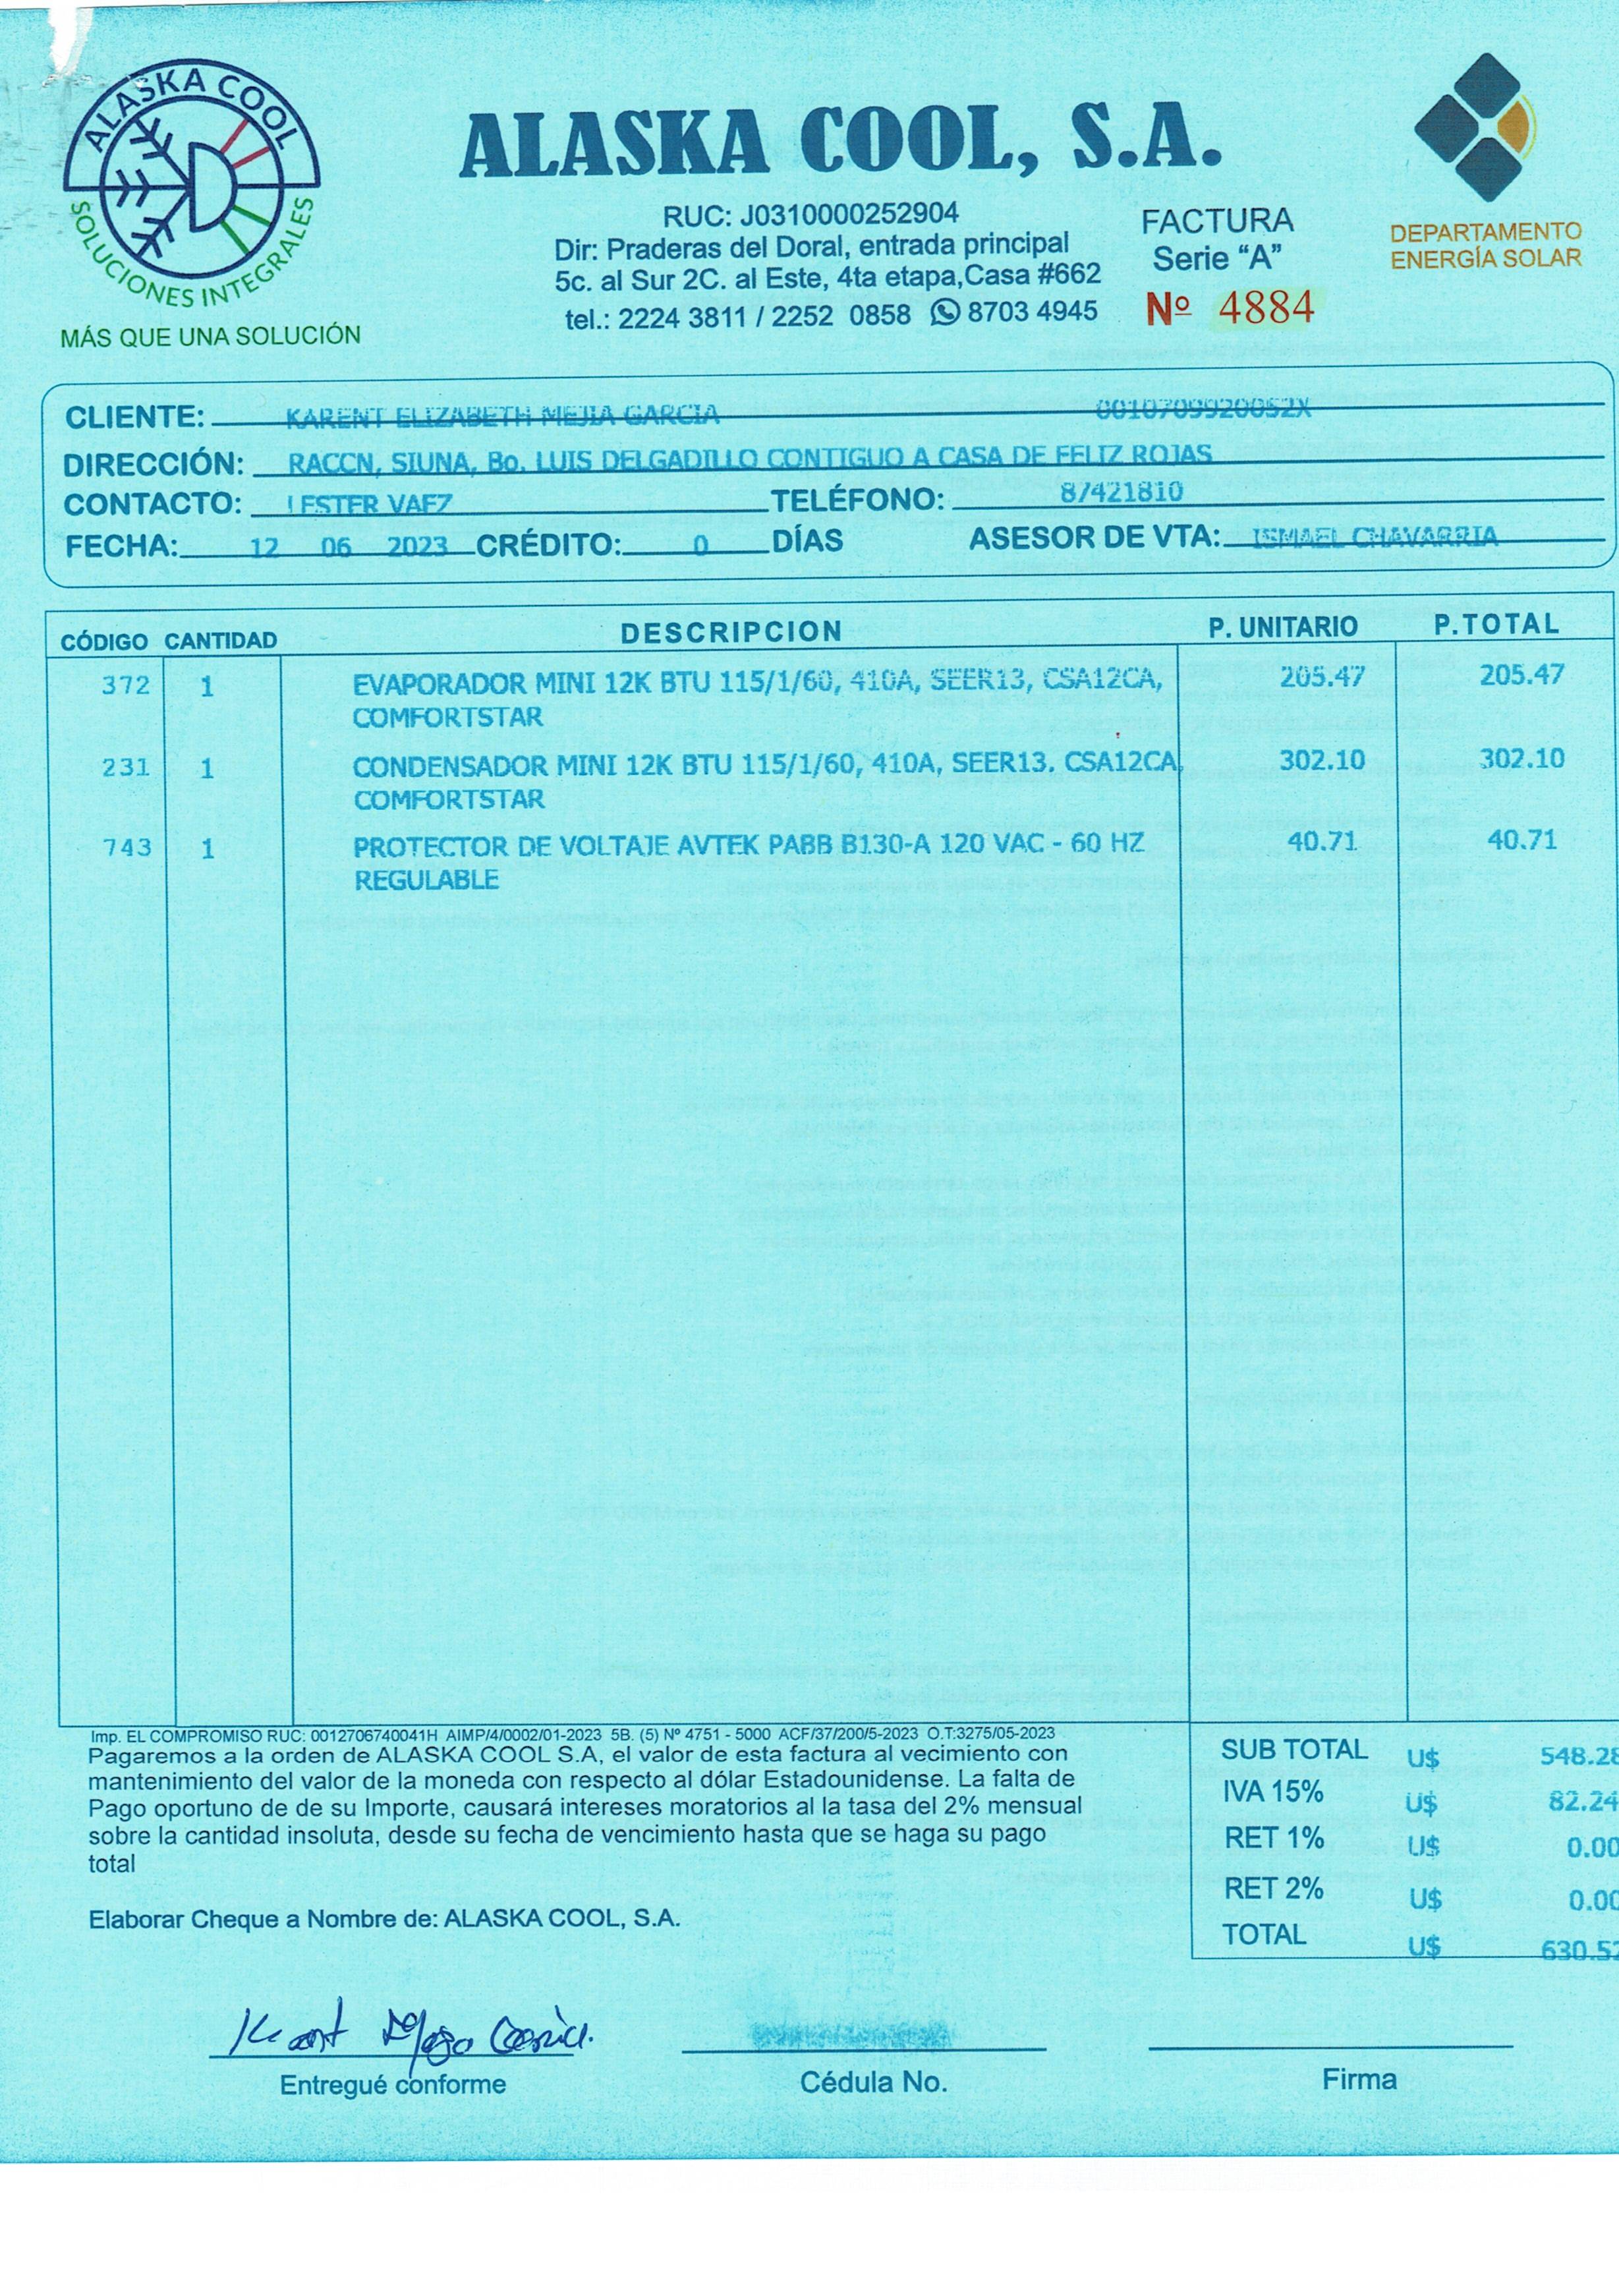 ALASKA COOL
SOLUCIONES INTEGRALES
MÁS QUE UNA SOLUCIÓN
ALASKA COOL, S.A.
RUC: J0310000252904
Dir: Praderas del Doral, entrada principal
5c. al Sur 2C. al Este, 4ta etapa,Casa #662
tel.: 2224 3811 / 2252 0858 8703 4945
FACTURA
Serie "A"
Nº 4884
DEPARTAMENTO
ENERGÍA SOLAR
CLIENTE: KARENT ELIZABETH MEJIA GARCIA 0010709920052X
DIRECCIÓN: RACCN, SIUNA, Bo. LUIS DELGADILLO CONTIGUO A CASA DE FELIZ ROJAS
CONTACTO: LESTER VAEZ TELÉFONO: 87421810
FECHA: 12 06 2023 CRÉDITO: 0 DÍAS ASESOR DE VTA: ISMAEL CHAVARRIA
CÓDIGO CANTIDAD DESCRIPCION P. UNITARIO P.TOTAL
372 1 EVAPORADOR MINI 12K BTU 115/1/60, 410A, SEER13, CSA12CA, 205.47 205.47
COMFORTSTAR
231 1 CONDENSADOR MINI 12K BTU 115/1/60, 410A, SEER13. CSA12CA, 302.10 302.10
COMFORTSTAR
743 1 PROTECTOR DE VOLTAJE AVTEK PABB B130-A 120 VAC - 60 HZ 40.71 40.71
REGULABLE
Imp. EL COMPROMISO RUC: 0012706740041H AIMP/4/0002/01-2023 5B. (5) Nº 4751 - 5000 ACF/37/200/5-2023 O.T:3275/05-2023
Pagaremos a la orden de ALASKA COOL S.A, el valor de esta factura al vecimiento con
mantenimiento del valor de la moneda con respecto al dólar Estadounidense. La falta de
Pago oportuno de de su Importe, causará intereses moratorios al la tasa del 2% mensual
sobre la cantidad insoluta, desde su fecha de vencimiento hasta que se haga su pago
total
Elaborar Cheque a Nombre de: ALASKA COOL, S.A.
SUB TOTAL U$ 548.28
IVA 15% U$ 82.24
RET 1% U$ 0.00
RET 2% U$ 0.00
TOTAL U$ 630.52
Entregué conforme
Cédula No.
Firma